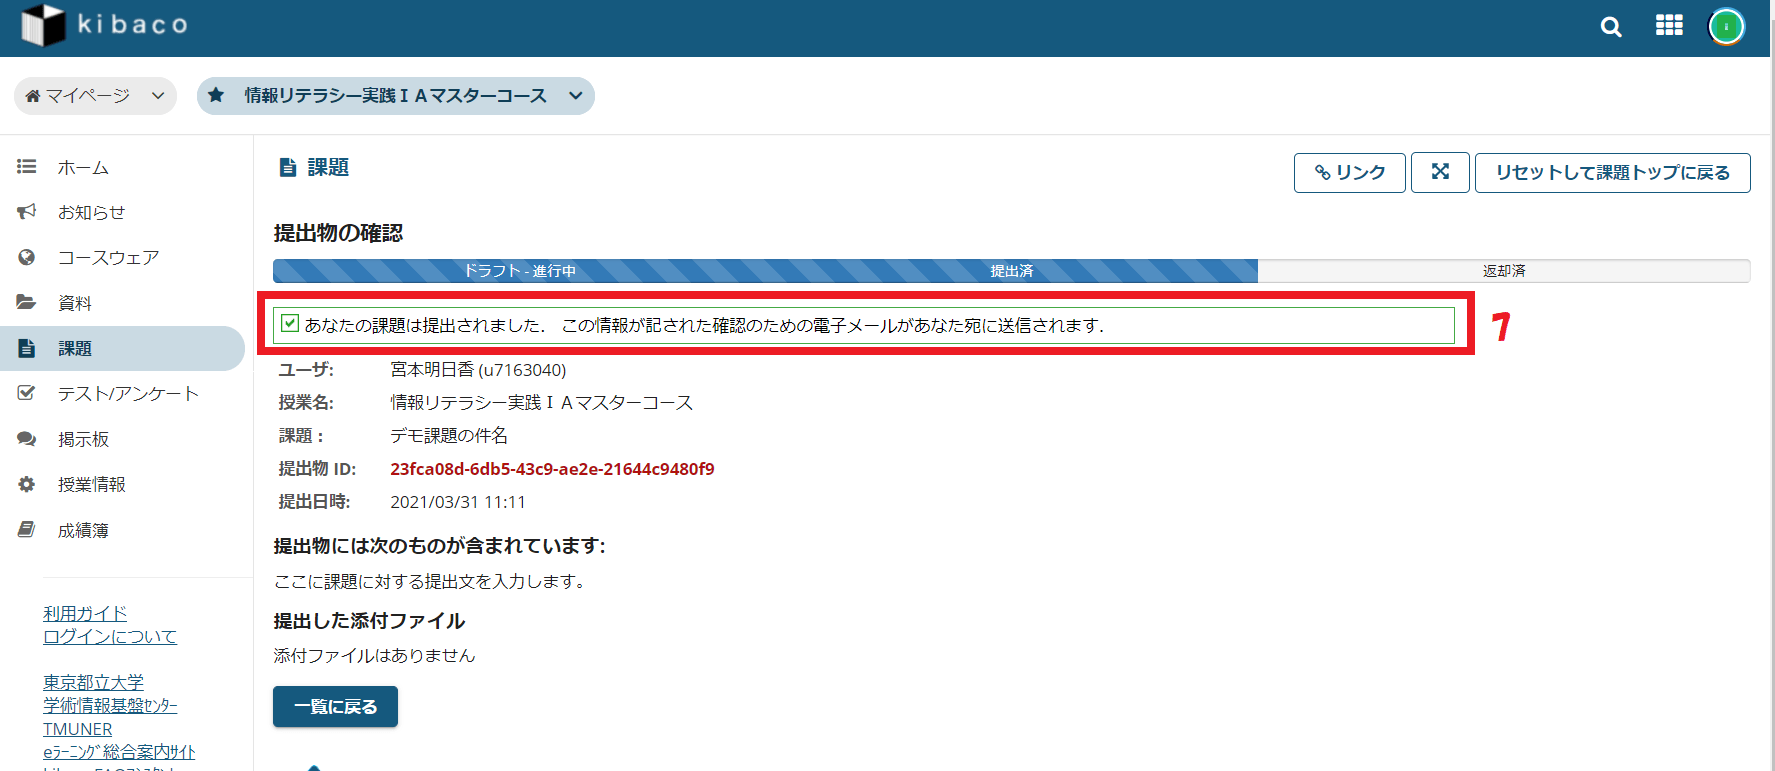 kibaco
マイページ
情報リテラシー実践ⅠAマスターコース
ホーム
お知らせ
コースウェア
資料
課題
テスト/アンケート
掲示板
授業情報
成績簿
利用ガイド
ログインについて
東京都立大学
学術情報基盤ｾﾝﾀｰ
TMUNER
eﾗｰﾆﾝｸﾞ総合案内ｻｲﾄ
課題
リンク
リセットして課題トップに戻る
提出物の確認
ドラフト - 進行中
提出済
返却済
あなたの課題は提出されました． この情報が記された確認のための電子メールがあなた宛に送信されます．
7
ユーザ: 宮本明日香 (u7163040)
授業名: 情報リテラシー実践ⅠAマスターコース
課題： デモ課題の件名
提出物 ID: 23fca08d-6db5-43c9-ae2e-21644c9480f9
提出日時: 2021/03/31 11:11
提出物には次のものが含まれています:
ここに課題に対する提出文を入力します。
提出した添付ファイル
添付ファイルはありません
一覧に戻る